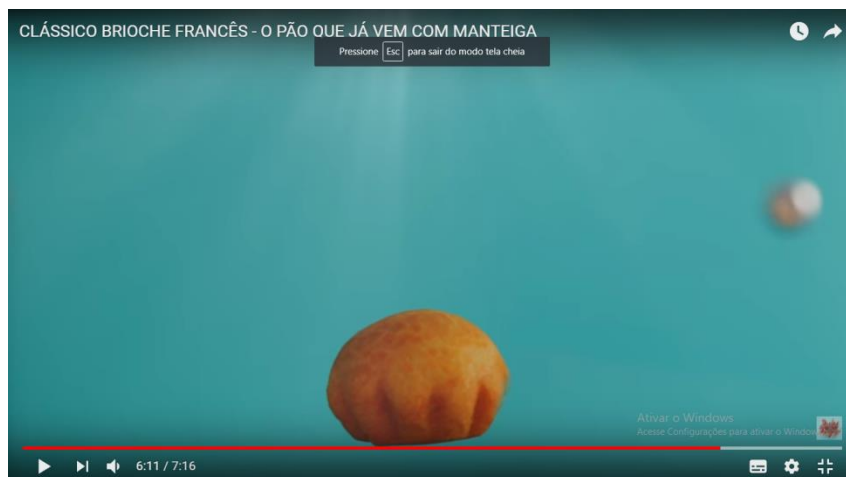 CLÁSSICO BRIOCHE FRANCÊS - O PÃO QUE JÁ VEM COM MANTEIGA
Pressione Esc para sair do modo tela cheia
Ativar o Windows
Acesse Configurações para ativar o Window
6:11 / 7:16